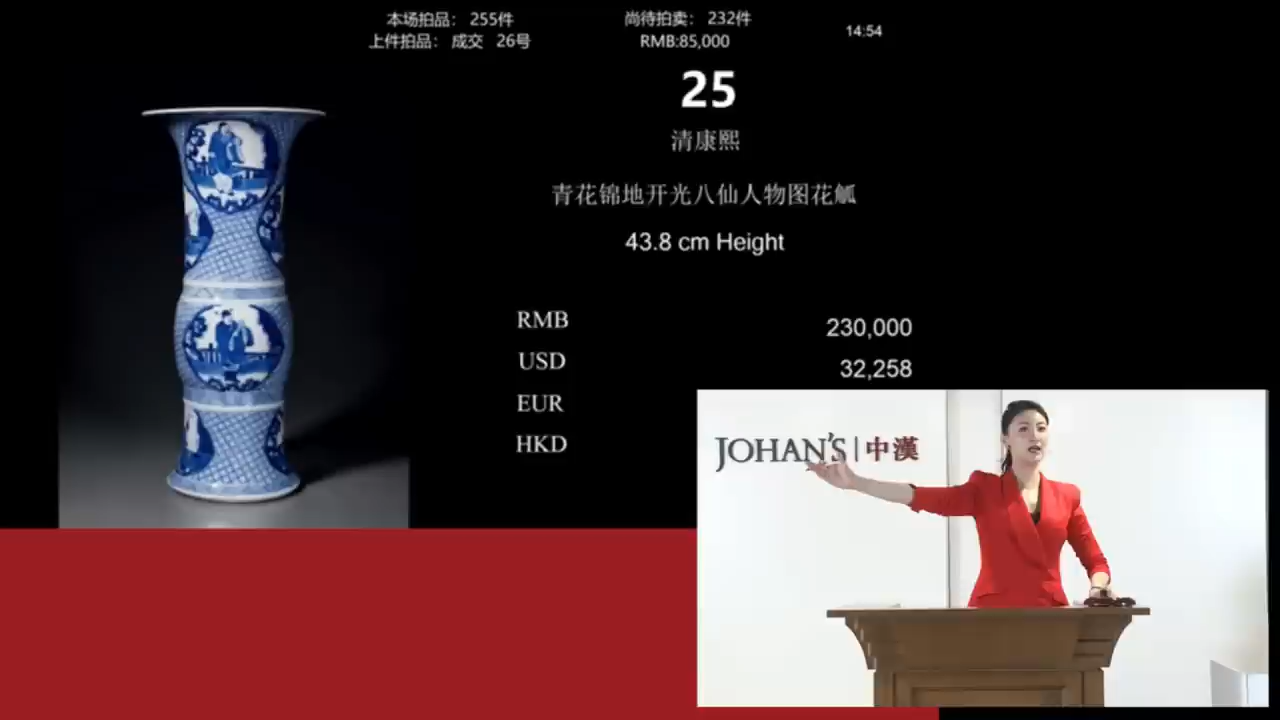 本场拍品： 255件
尚待拍卖： 232件
上件拍品： 成交 26号
RMB:85,000
14:54
25
清康熙
青花锦地开光八仙人物图花觚
43.8 cm Height
RMB 230,000
USD 32,258
EUR
HKD
JOHAN'S | 中漢